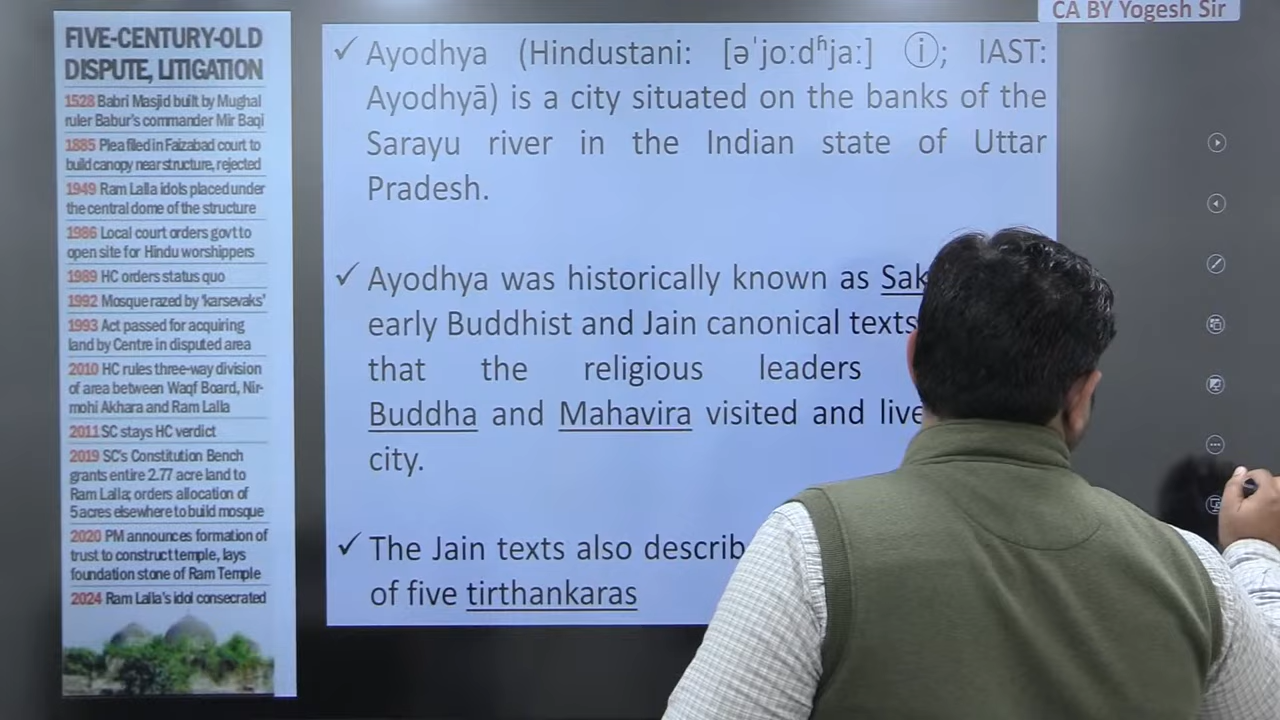 CA BY Yogesh Sir
FIVE-CENTURY-OLD
DISPUTE, LITIGATION
1528 Babri Masjid built by Mughal
ruler Babur's commander Mir Baqi
1885 Plea filed in Faizabad court to
build canopy near structure, rejected
1949 Ram Lalla idols placed under
the central dome of the structure
1986 Local court orders govt to
open site for Hindu worshippers
1989 HC orders status quo
1992 Mosque razed by 'karsevaks'
1993 Act passed for acquiring
land by Centre in disputed area
2010 HC rules three-way division
of area between Waqf Board, Nir-
mohi Akhara and Ram Lalla
2011 SC stays HC verdict
2019 SC's Constitution Bench
grants entire 2.77 acre land to
Ram Lalla; orders allocation of
5 acres elsewhere to build mosque
2020 PM announces formation of
trust to construct temple, lays
foundation stone of Ram Temple
2024 Ram Lalla's idol consecrated
✓ Ayodhya (Hindustani: [əˈjoːdʱjaː] ⓘ; IAST:
Ayodhyā) is a city situated on the banks of the
Sarayu river in the Indian state of Uttar
Pradesh.
✓ Ayodhya was historically known as
early Buddhist and Jain canonical texts
that the religious leaders
Buddha and Mahavira visited and
city.
✓ The Jain texts also
of five tirthankaras